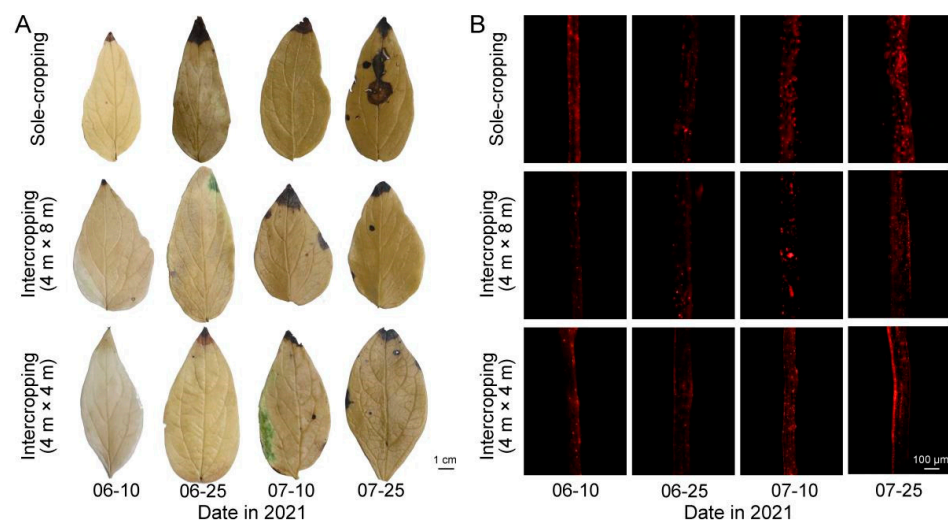 A
B
Sole-cropping
Intercropping
(4 m × 8 m)
Intercropping
(4 m × 4 m)
1 cm
100 μm
06-10
06-25
07-10
07-25
06-10
06-25
07-10
07-25
Date in 2021
Date in 2021
Sole-cropping
Intercropping
(4 m × 8 m)
Intercropping
(4 m × 4 m)